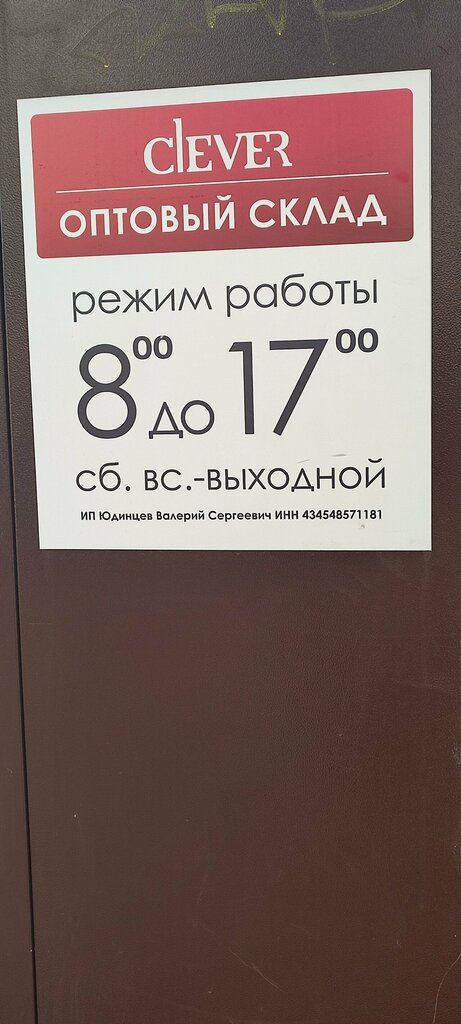 clEVER
ОПТОВЫЙ СКЛАД
режим работы
8⁰⁰ до 17⁰⁰
сб. вс.-выходной
ИП Юдинцев Валерий Сергеевич ИНН 434548571181